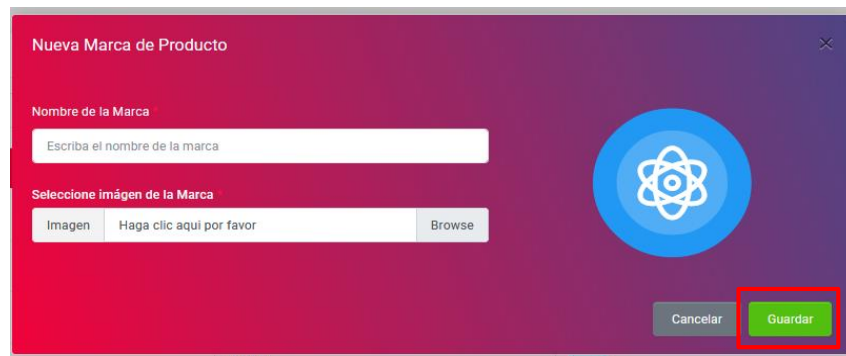 Nueva Marca de Producto
×
Nombre de la Marca *
Escriba el nombre de la marca
Seleccione imágen de la Marca *
Imagen Haga clic aqui por favor Browse
Cancelar Guardar